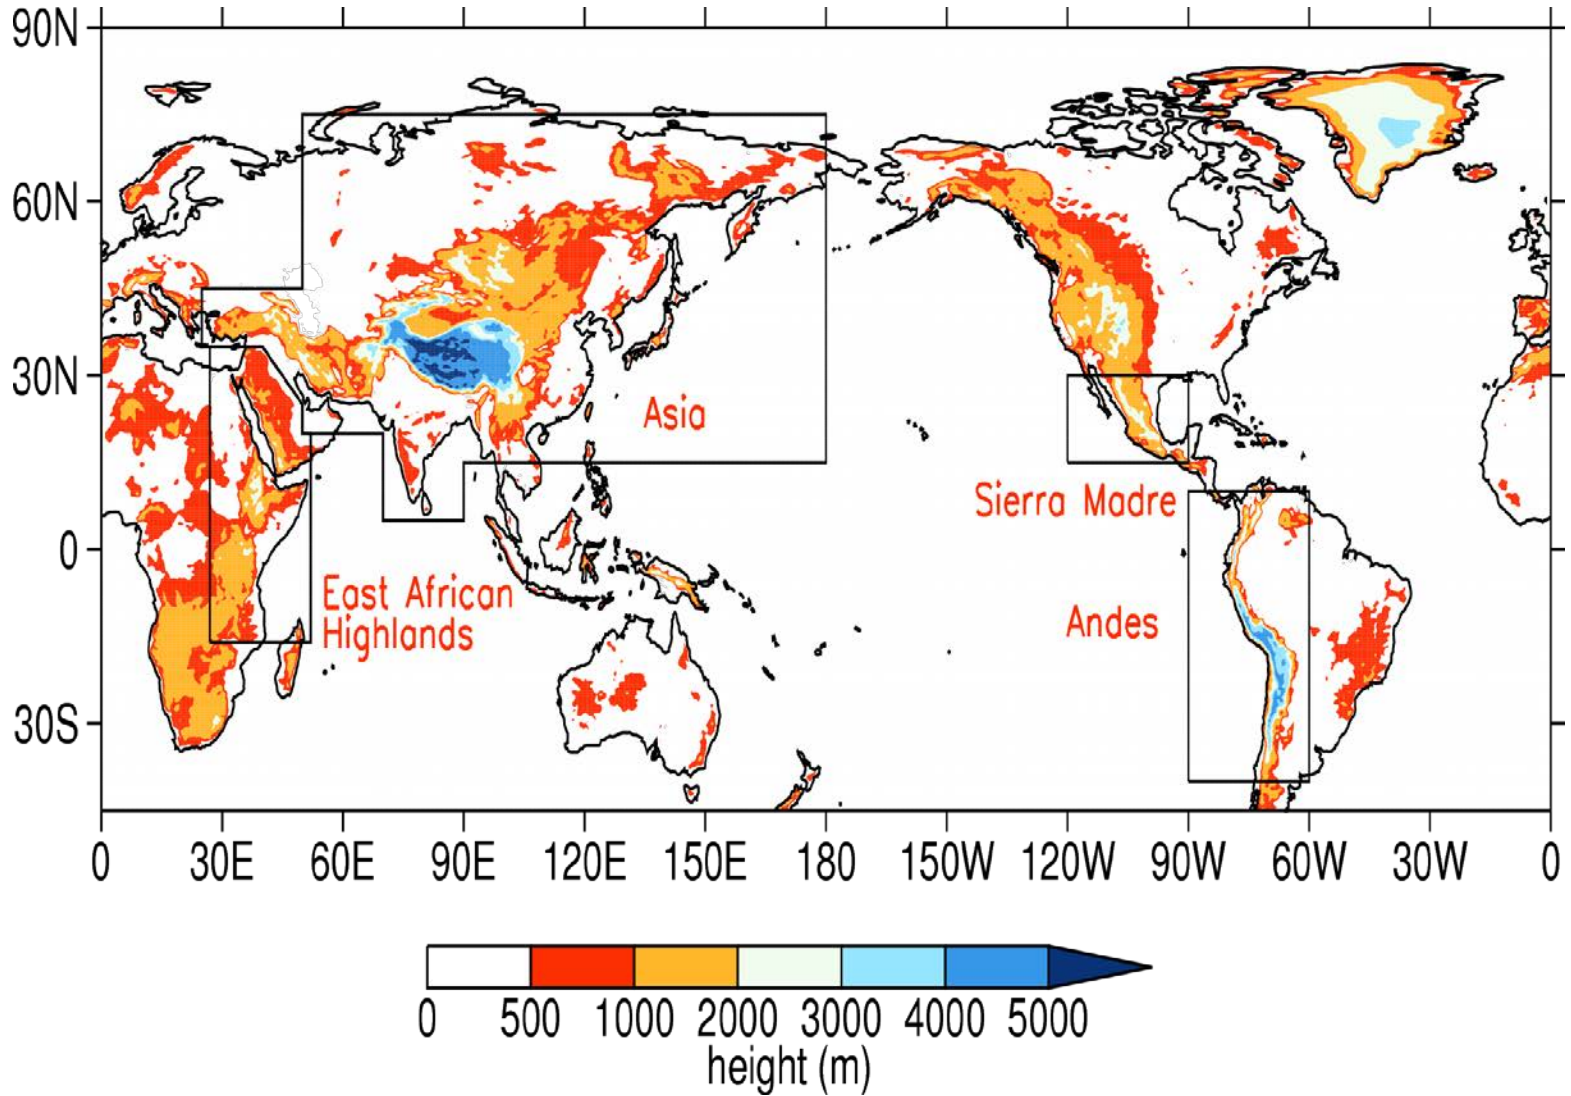 90N
60N
30N
0
30S
Asia
Sierra Madre
East African
Highlands
Andes
0 30E 60E 90E 120E 150E 180 150W 120W 90W 60W 30W 0
0 500 1000 2000 3000 4000 5000
height (m)